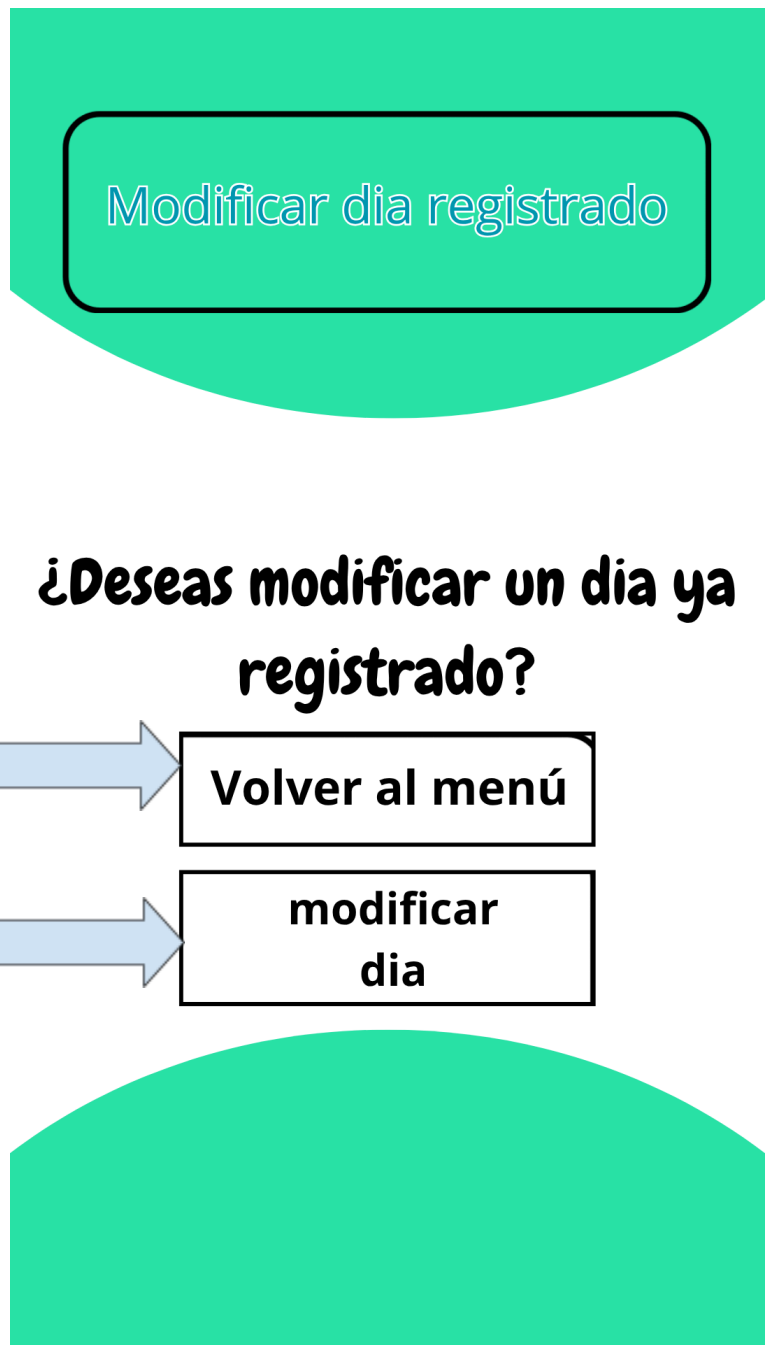 Modificar dia registrado
¿Deseas modificar un dia ya
registrado?
Volver al menú
modificar
dia